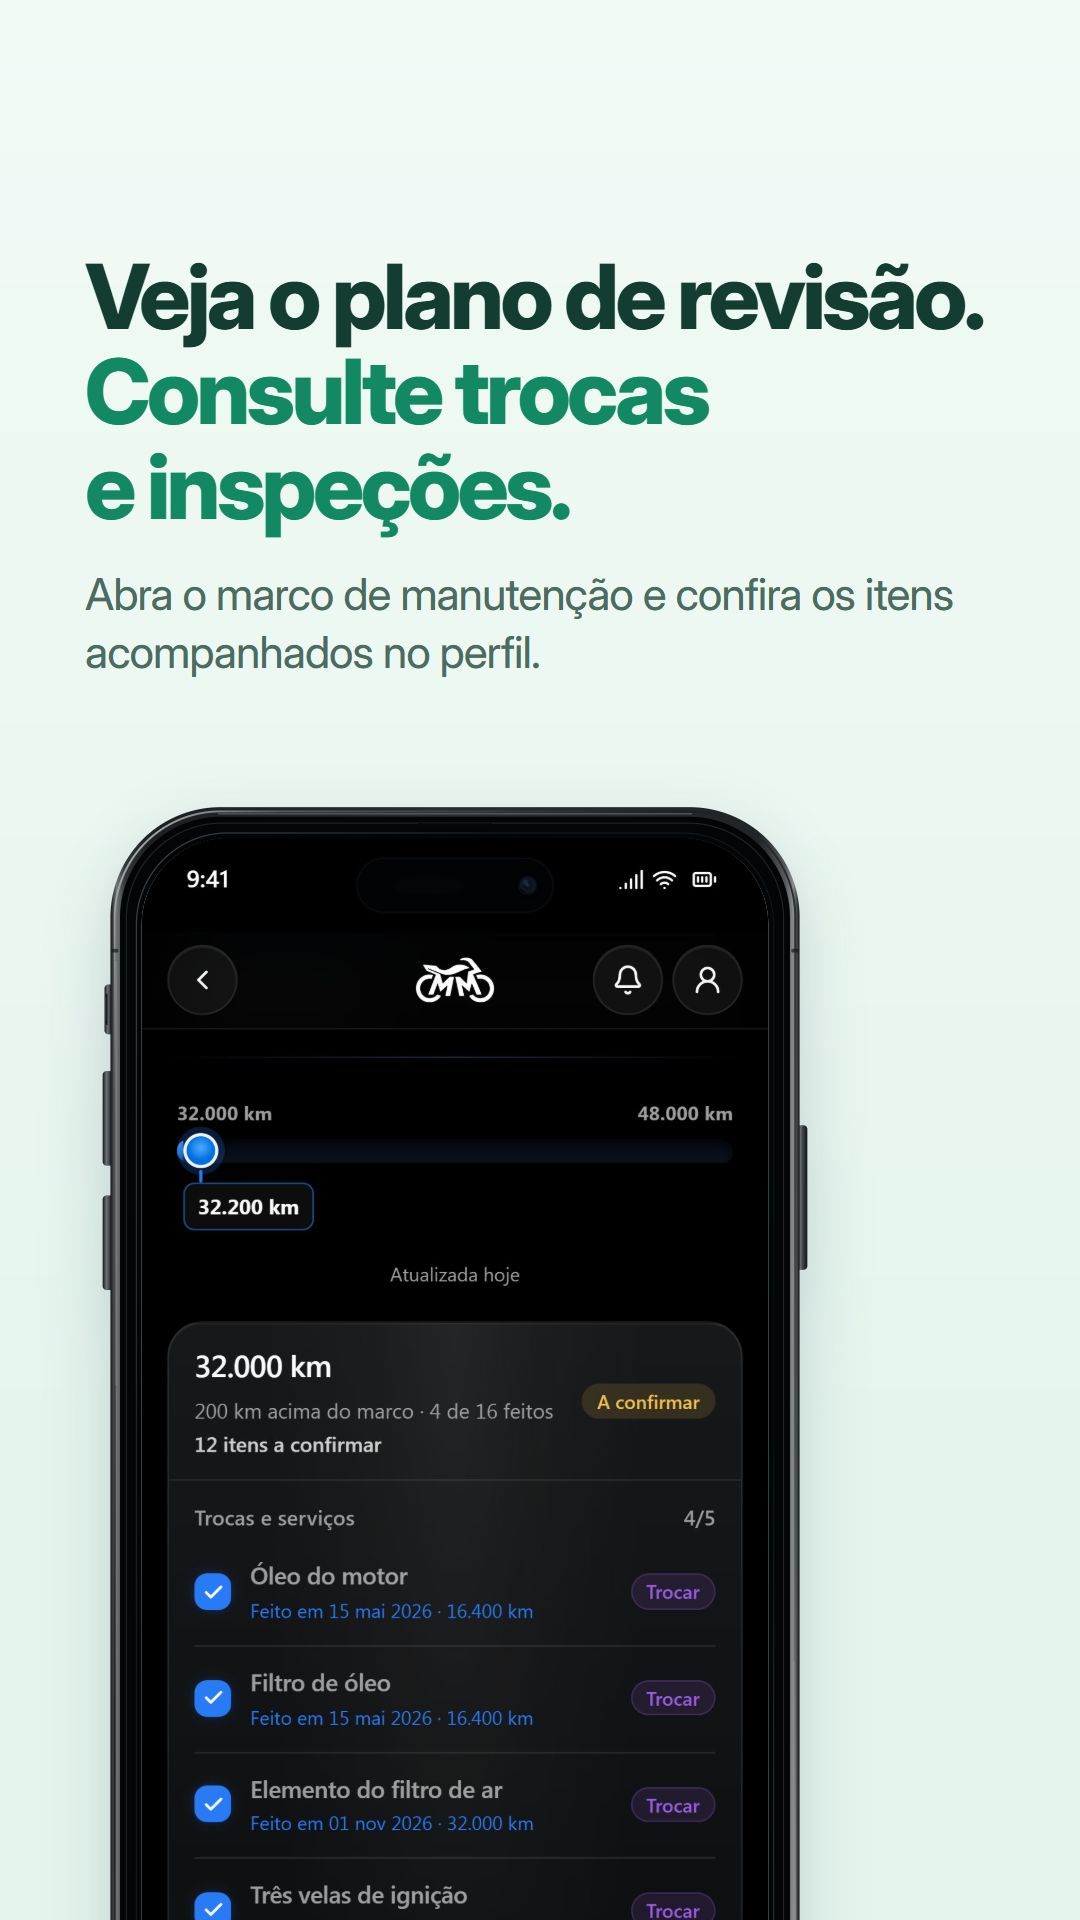 Veja o plano de revisão.
Consulte trocas
e inspeções.
Abra o marco de manutenção e confira os itens
acompanhados no perfil.
9:41
MM
32.000 km
48.000 km
32.200 km
Atualizada hoje
32.000 km
200 km acima do marco · 4 de 16 feitos
A confirmar
12 itens a confirmar
Trocas e serviços
4/5
Óleo do motor
Feito em 15 mai 2026 · 16.400 km
Trocar
Filtro de óleo
Feito em 15 mai 2026 · 16.400 km
Trocar
Elemento do filtro de ar
Feito em 01 nov 2026 · 32.000 km
Trocar
Três velas de ignição
Trocar